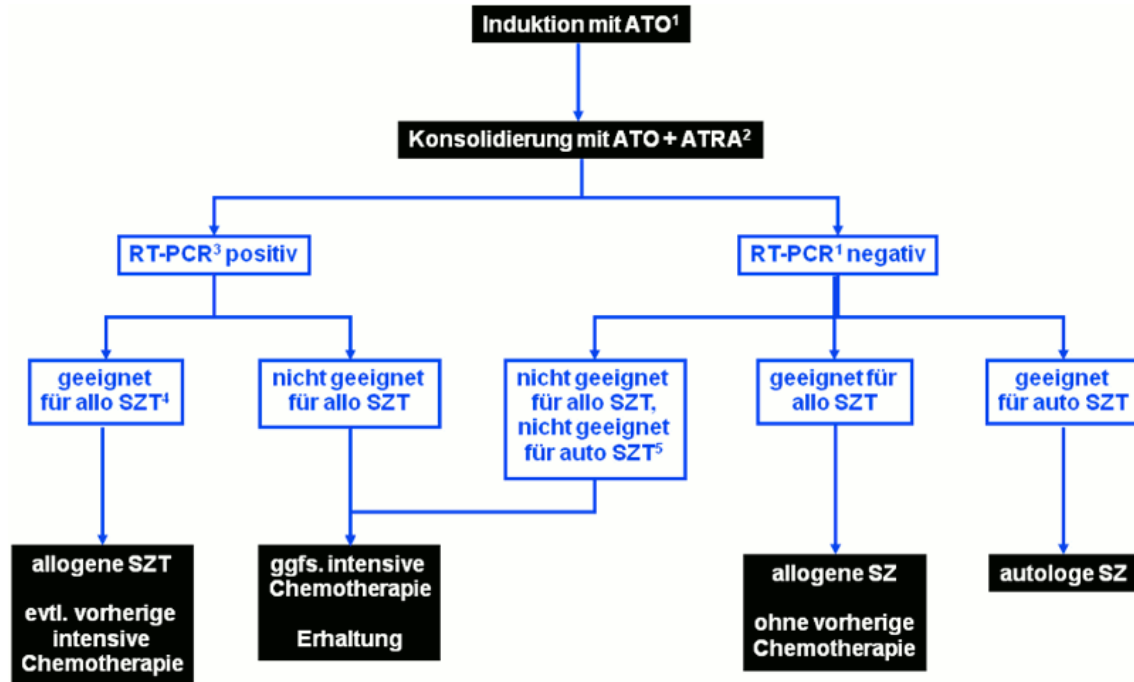 Induktion mit ATO¹
Konsolidierung mit ATO + ATRA²
RT-PCR³ positiv
RT-PCR¹ negativ
geeignet
für allo SZT⁴
nicht geeignet
für allo SZT
nicht geeignet
für allo SZT,
nicht geeignet
für auto SZT⁵
geeignet für
allo SZT
geeignet
für auto SZT
allogene SZT
evtl. vorherige
intensive
Chemotherapie
ggfs. intensive
Chemotherapie
Erhaltung
allogene SZ
ohne vorherige
Chemotherapie
autologe SZ